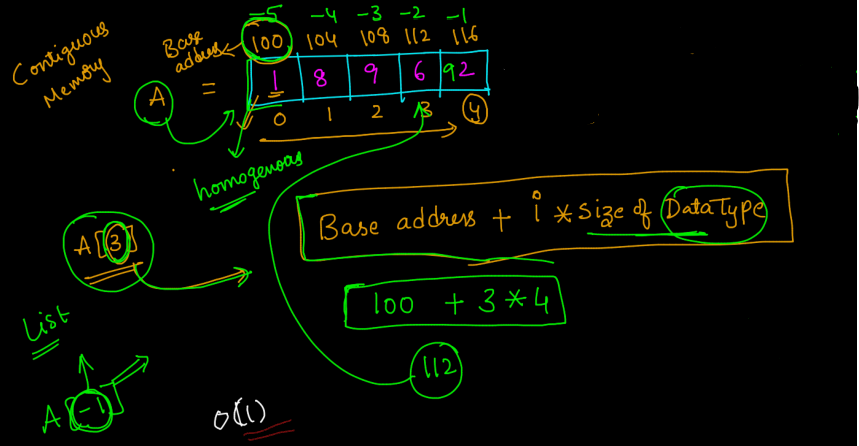 -5 -4 -3 -2 -1
Contiguous
Memory
Base
address
100 104 108 112 116
A = 1 8 9 6 92
0 1 2 3 4
homogenous
Base address + i * size of DataType
A[3]
100 + 3 * 4
List
112
A[-1]
O(1)